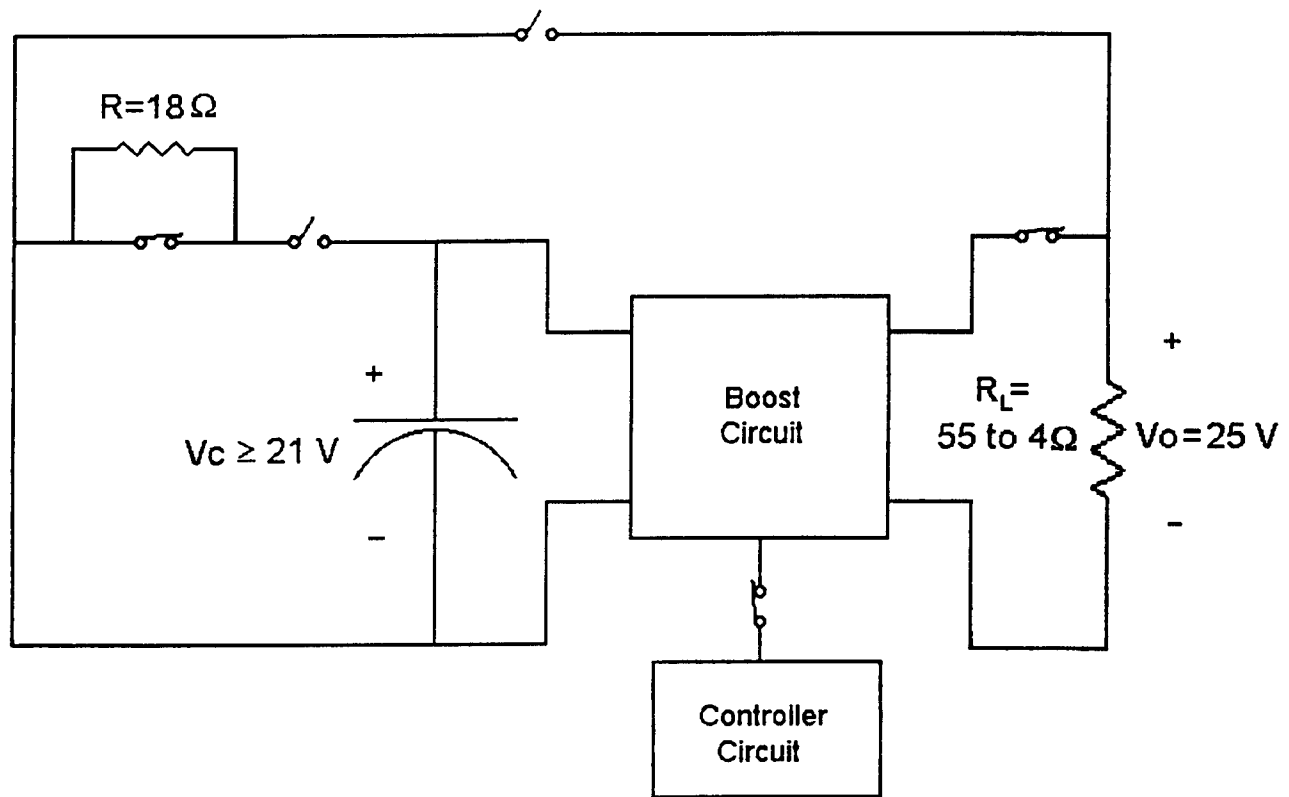 R=18Ω
+
Vc ≥ 21 V
−
Boost
Circuit
R_L=
55 to 4Ω
+
Vo=25 V
−
Controller
Circuit